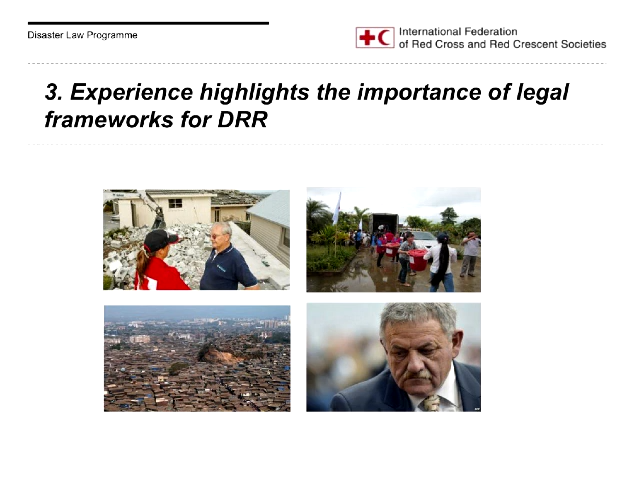 Disaster Law Programme
International Federation
of Red Cross and Red Crescent Societies
3. Experience highlights the importance of legal
frameworks for DRR